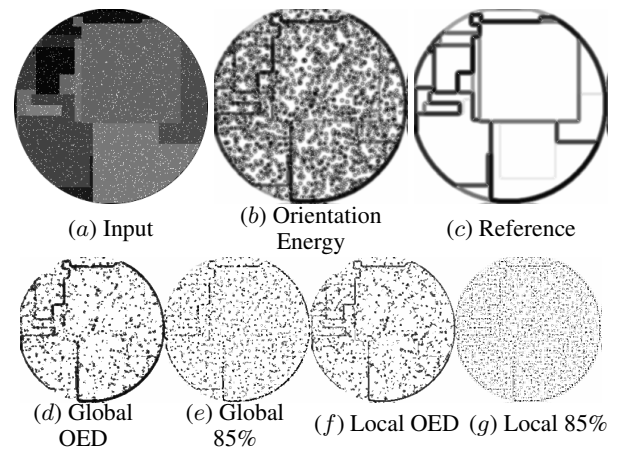 (a) Input
(b) Orientation
Energy
(c) Reference
(d) Global
OED
(e) Global
85%
(f) Local OED
(g) Local 85%